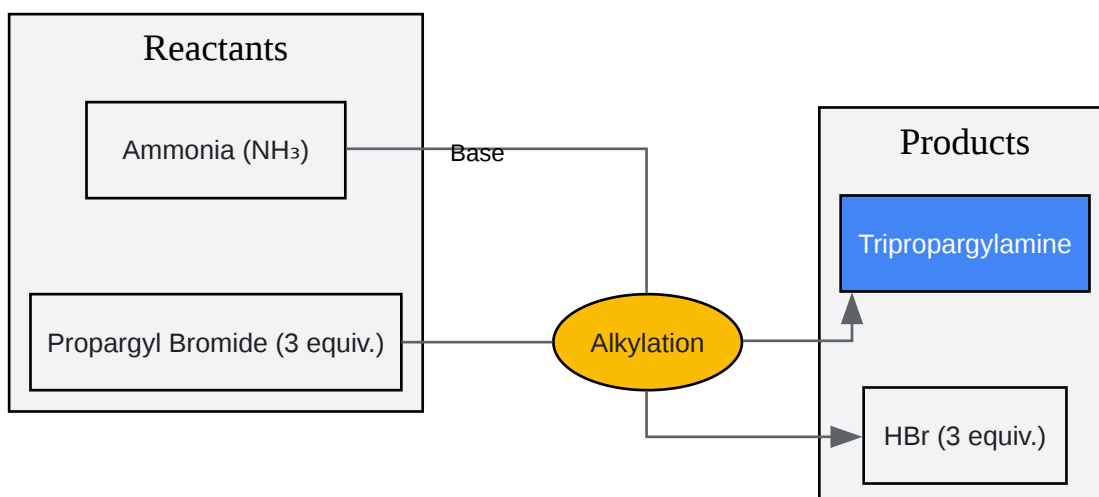 Reactants
Ammonia (NH₃)
Base
Propargyl Bromide (3 equiv.)
Alkylation
Products
Tripropargylamine
HBr (3 equiv.)